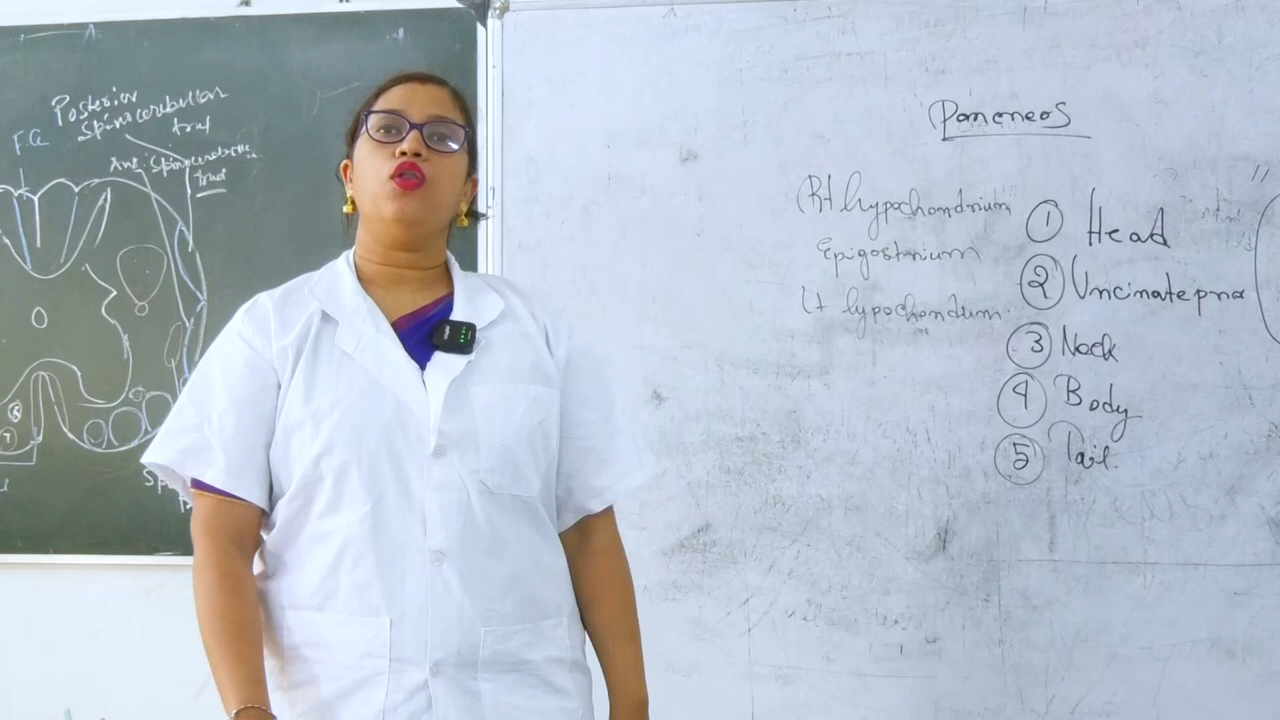 Posterior
Spinocerebellar
tract
Ant. Spinocerebellar
tract
F.G
Pancreas
(Rt hypochondrium
Epigastrium
Lt hypochondrium
① Head
② Uncinate pro
③ Neck
④ Body
⑤ Tail.